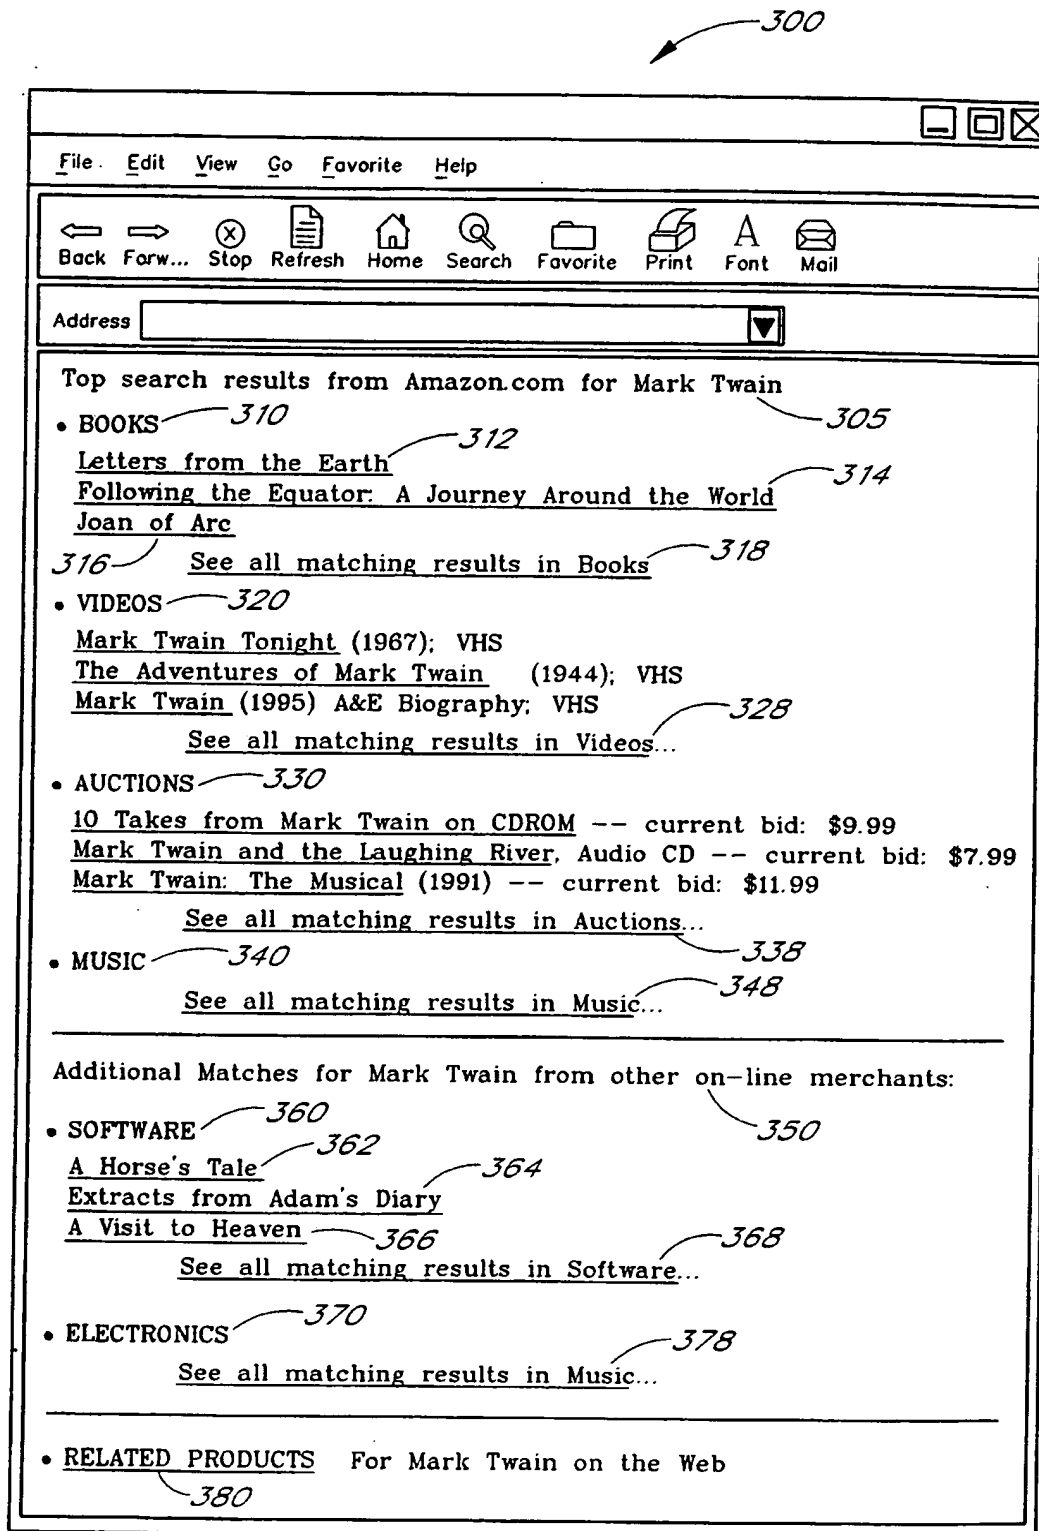 300
File Edit View Go Favorite Help
Back Forw... Stop Refresh Home Search Favorite Print A Font Mail
Address
Top search results from Amazon.com for Mark Twain
305
• BOOKS 310
312
Letters from the Earth
314
Following the Equator: A Journey Around the World
Joan of Arc
316 See all matching results in Books 318
• VIDEOS 320
Mark Twain Tonight (1967); VHS
The Adventures of Mark Twain (1944); VHS
Mark Twain (1995) A&E Biography; VHS
328
See all matching results in Videos...
• AUCTIONS 330
10 Takes from Mark Twain on CDROM -- current bid: $9.99
Mark Twain and the Laughing River, Audio CD -- current bid: $7.99
Mark Twain: The Musical (1991) -- current bid: $11.99
See all matching results in Auctions...
338
• MUSIC 340
348
See all matching results in Music...
Additional Matches for Mark Twain from other on-line merchants:
350
• SOFTWARE 360
362
A Horse's Tale
364
Extracts from Adam's Diary
A Visit to Heaven 366
368
See all matching results in Software...
• ELECTRONICS 370
378
See all matching results in Music...
• RELATED PRODUCTS For Mark Twain on the Web
380